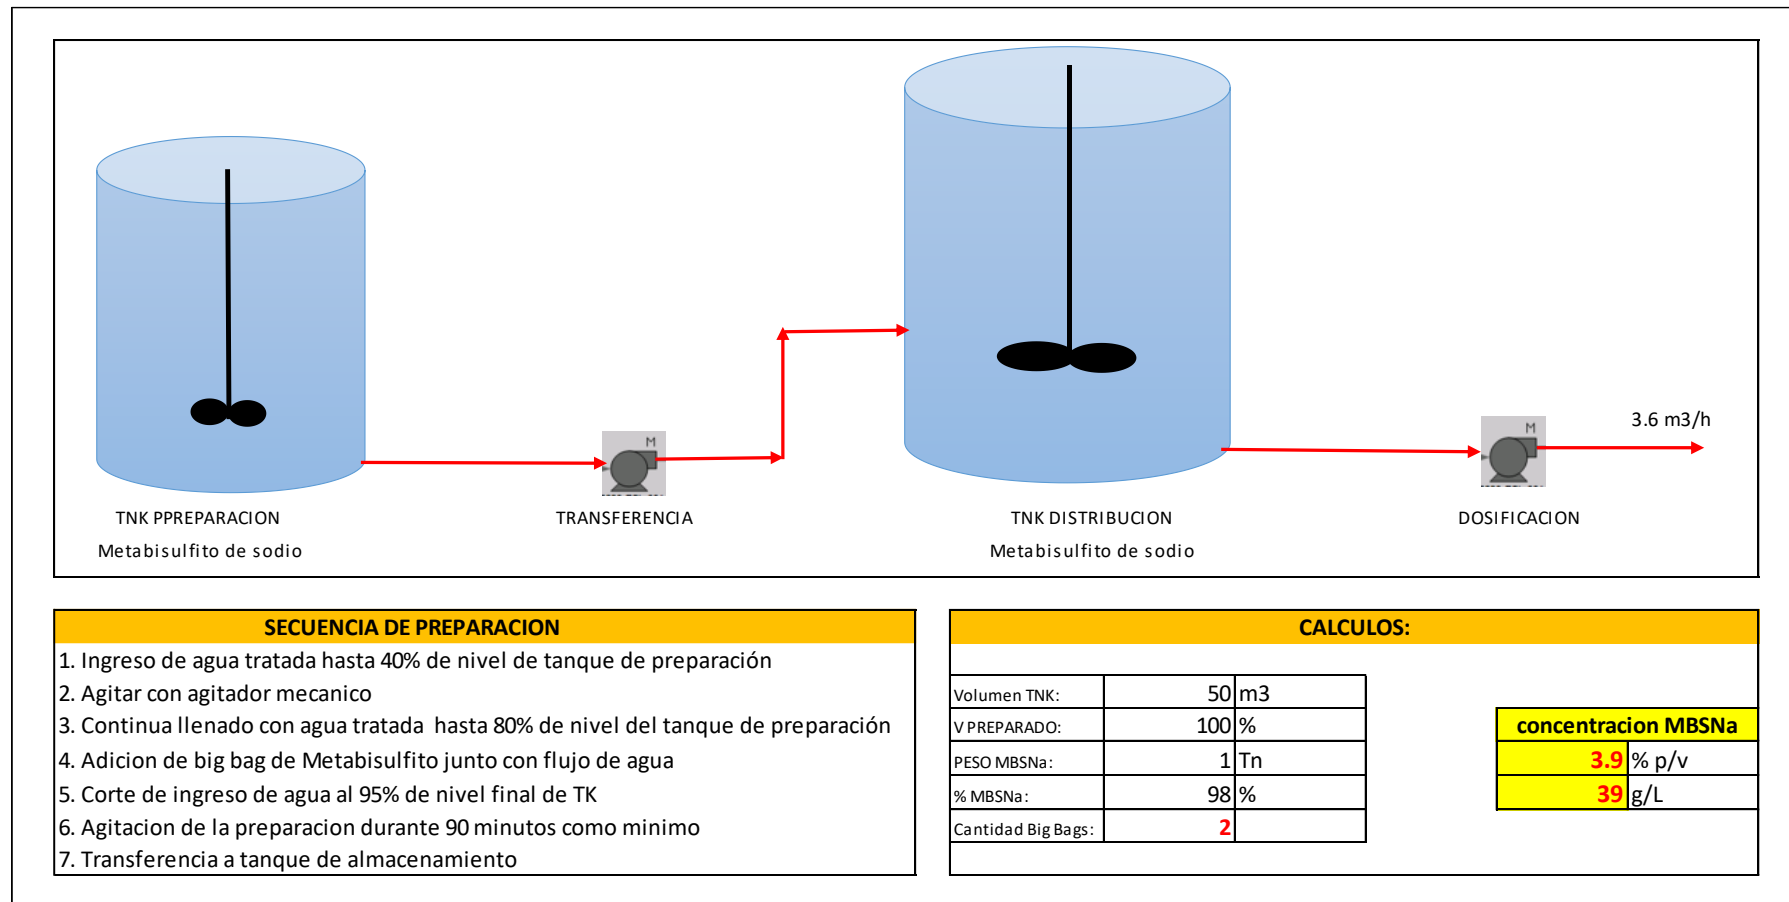 3.6 m3/h
M
M
TNK PPREPARACION
TRANSFERENCIA
TNK DISTRIBUCION
DOSIFICACION
Metabisulfito de sodio
Metabisulfito de sodio
SECUENCIA DE PREPARACION
1. Ingreso de agua tratada hasta 40% de nivel de tanque de preparación
2. Agitar con agitador mecanico
3. Continua llenado con agua tratada  hasta 80% de nivel del tanque de preparación
4. Adicion de big bag de Metabisulfito junto con flujo de agua
5. Corte de ingreso de agua al 95% de nivel final de TK
6. Agitacion de la preparacion durante 90 minutos como minimo
7. Transferencia a tanque de almacenamiento
CALCULOS:
Volumen TNK: 50 m3
V PREPARADO: 100 %
PESO MBSNa: 1 Tn
% MBSNa: 98 %
Cantidad Big Bags: 2
concentracion MBSNa
3.9 % p/v
39 g/L